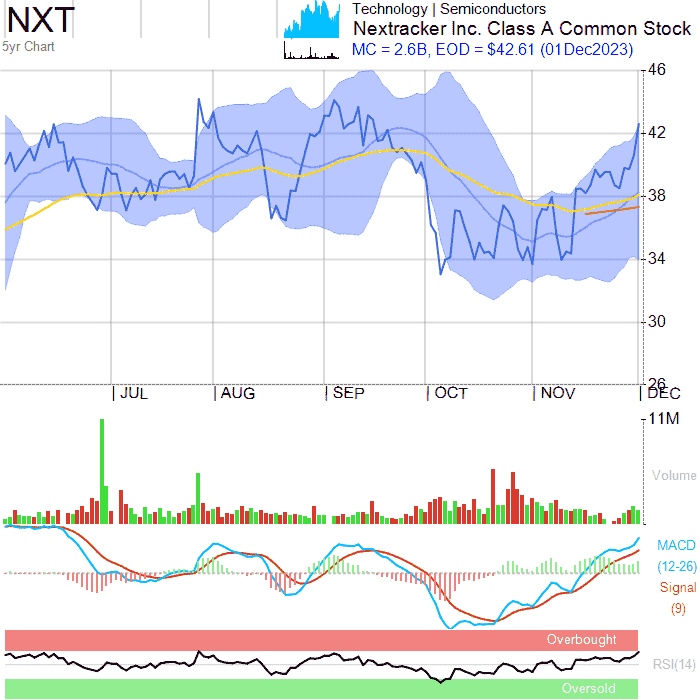 NXT
5yr Chart
Technology | Semiconductors
Nextracker Inc. Class A Common Stock
MC = 2.6B, EOD = $42.61 (01Dec2023)
46
42
38
34
30
26
JUL AUG SEP OCT NOV DEC
11M
Volume
MACD
(12-26)
Signal
(9)
Overbought
RSI(14)
Oversold